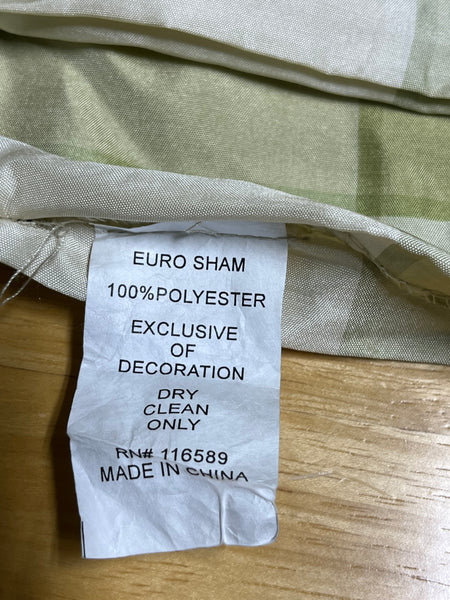 EURO SHAM
100%POLYESTER
EXCLUSIVE
OF
DECORATION
DRY
CLEAN
ONLY
RN# 116589
MADE IN CHINA